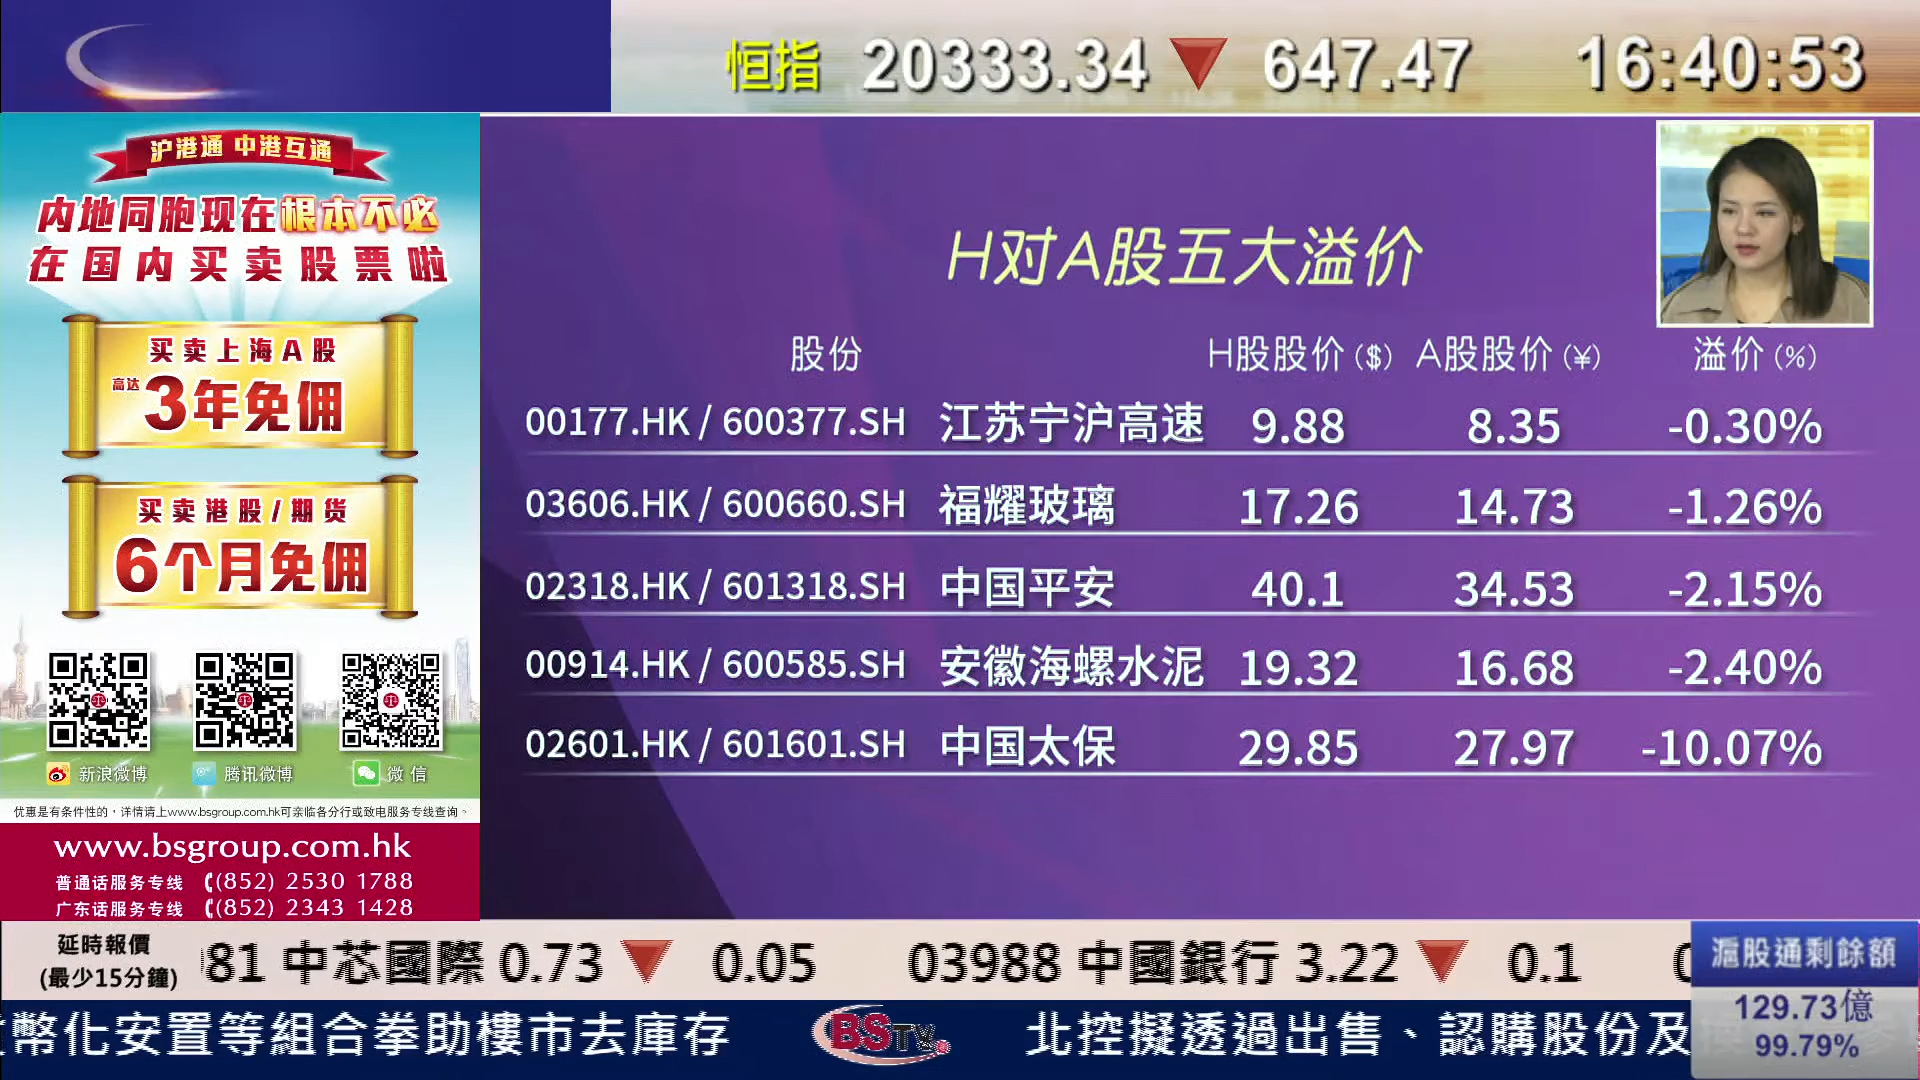 恒指 20333.34 ▼ 647.47 16:40:53
沪港通 中港互通
内地同胞现在根本不必
在国内买卖股票啦
买卖上海A股
高达3年免佣
买卖港股/期货
6个月免佣
新浪微博 腾讯微博 微信
优惠是有条件性的，详情请上www.bsgroup.com.hk可亲临各分行或致电服务专线查询。
www.bsgroup.com.hk
普通话服务专线 (852) 2530 1788
广东话服务专线 (852) 2343 1428
H对A股五大溢价
股份 H股股价($) A股股价(¥) 溢价(%)
00177.HK / 600377.SH 江苏宁沪高速 9.88 8.35 -0.30%
03606.HK / 600660.SH 福耀玻璃 17.26 14.73 -1.26%
02318.HK / 601318.SH 中国平安 40.1 34.53 -2.15%
00914.HK / 600585.SH 安徽海螺水泥 19.32 16.68 -2.40%
02601.HK / 601601.SH 中国太保 29.85 27.97 -10.07%
延時報價
(最少15分鐘)
81 中芯國際 0.73 ▼ 0.05 03988 中國銀行 3.22 ▼ 0.1
滬股通剩餘額
129.73億
99.79%
幣化安置等組合拳助樓市去庫存 BSTV 北控擬透過出售、認購股份及